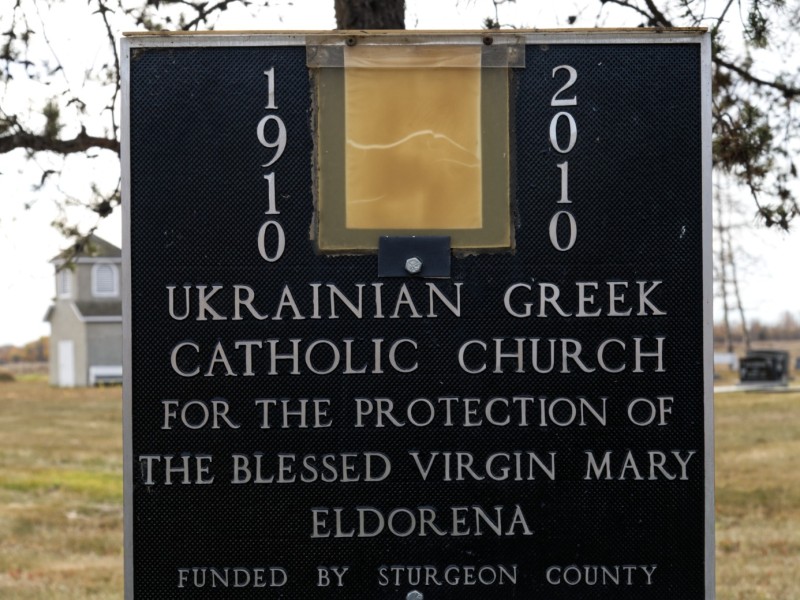 1910
2010
UKRAINIAN GREEK
CATHOLIC CHURCH
FOR THE PROTECTION OF
THE BLESSED VIRGIN MARY
ELDORENA
FUNDED BY STURGEON COUNTY